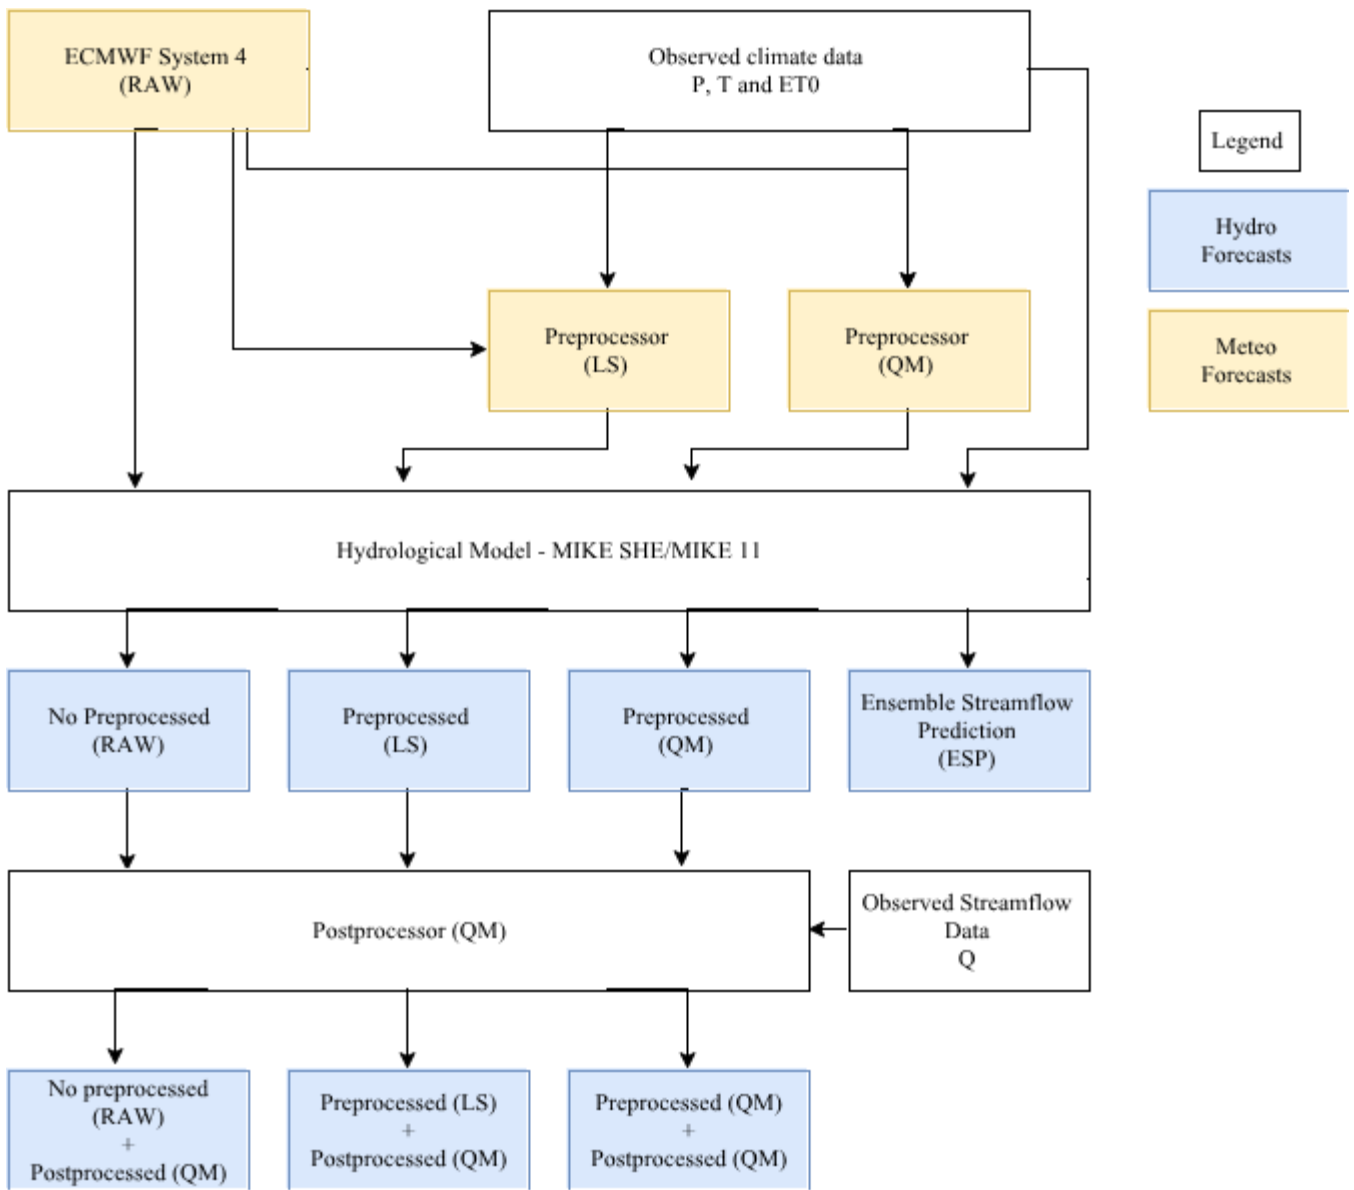 ECMWF System 4
(RAW)
Observed climate data
P, T and ET0
Legend
Hydro
Forecasts
Preprocessor
(LS)
Preprocessor
(QM)
Meteo
Forecasts
Hydrological Model - MIKE SHE/MIKE 11
No Preprocessed
(RAW)
Preprocessed
(LS)
Preprocessed
(QM)
Ensemble Streamflow
Prediction
(ESP)
Postprocessor (QM)
Observed Streamflow
Data
Q
No preprocessed
(RAW)
+
Postprocessed (QM)
Preprocessed (LS)
+
Postprocessed (QM)
Preprocessed (QM)
+
Postprocessed (QM)